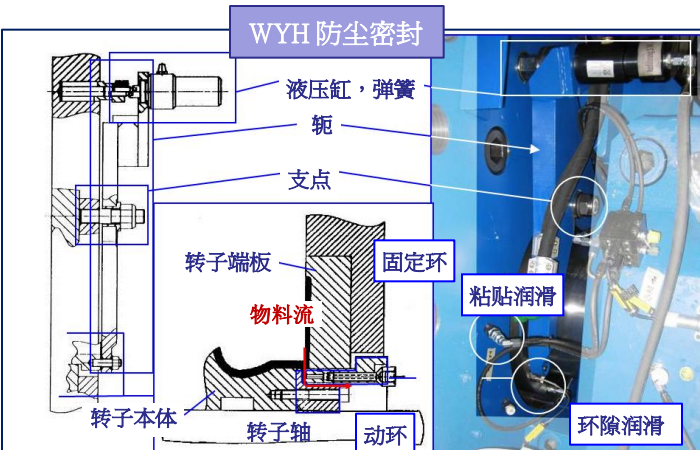 WYH 防尘密封
液压缸，弹簧
轭
支点
转子端板
固定环
物料流
粘贴润滑
转子本体
转子轴
动环
环隙润滑